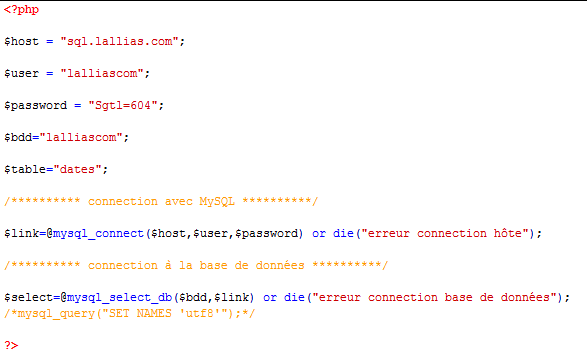 <?php
$host = "sql.lallias.com";
$user = "lalliascom";
$password = "Sgtl=604";
$bdd="lalliascom";
$table="dates";
/********** connection avec MySQL **********/
$link=@mysql_connect($host,$user,$password) or die("erreur connection hôte");
/********** connection à la base de données **********/
$select=@mysql_select_db($bdd,$link) or die("erreur connection base de données");
/*mysql_query("SET NAMES 'utf8'");*/
?>